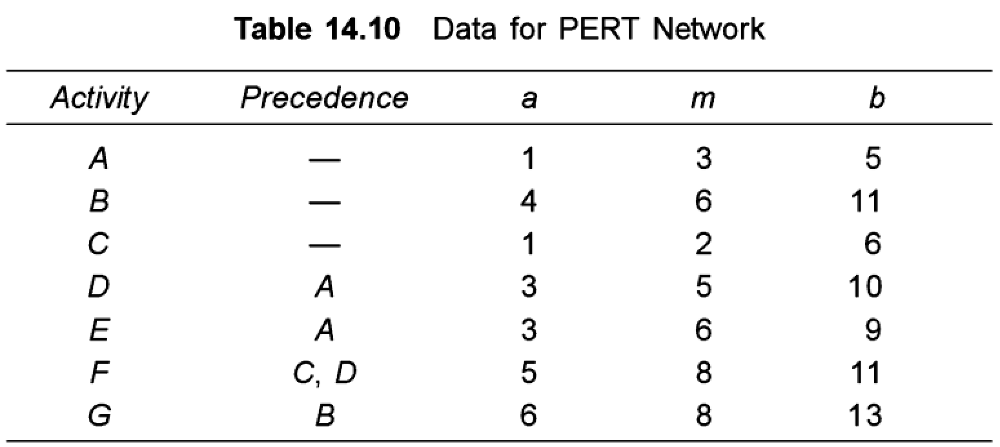 Table 14.10 Data for PERT Network
Activity Precedence a m b
A — 1 3 5
B — 4 6 11
C — 1 2 6
D A 3 5 10
E A 3 6 9
F C, D 5 8 11
G B 6 8 13